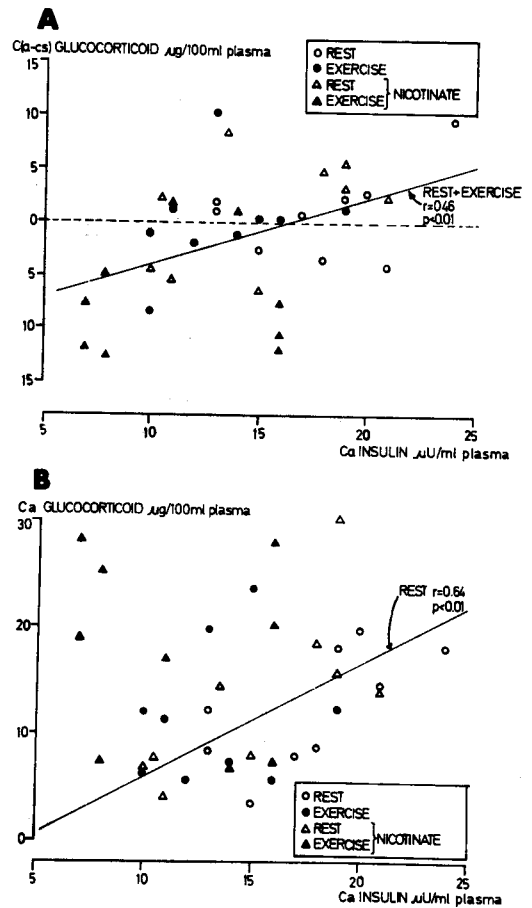 A
C(a-cs) GLUCOCORTICOID µg/100ml plasma
15
10
5
0
5
10
15
REST
EXERCISE
REST
EXERCISE
NICOTINATE
REST+EXERCISE
r=0.46
p<0.01
5
10
15
20
25
Ca INSULIN µU/ml plasma
B
Ca GLUCOCORTICOID µg/100ml plasma
30
20
10
0
REST r=0.64
p<0.01
REST
EXERCISE
REST
EXERCISE
NICOTINATE
5
10
15
20
25
Ca INSULIN µU/ml plasma